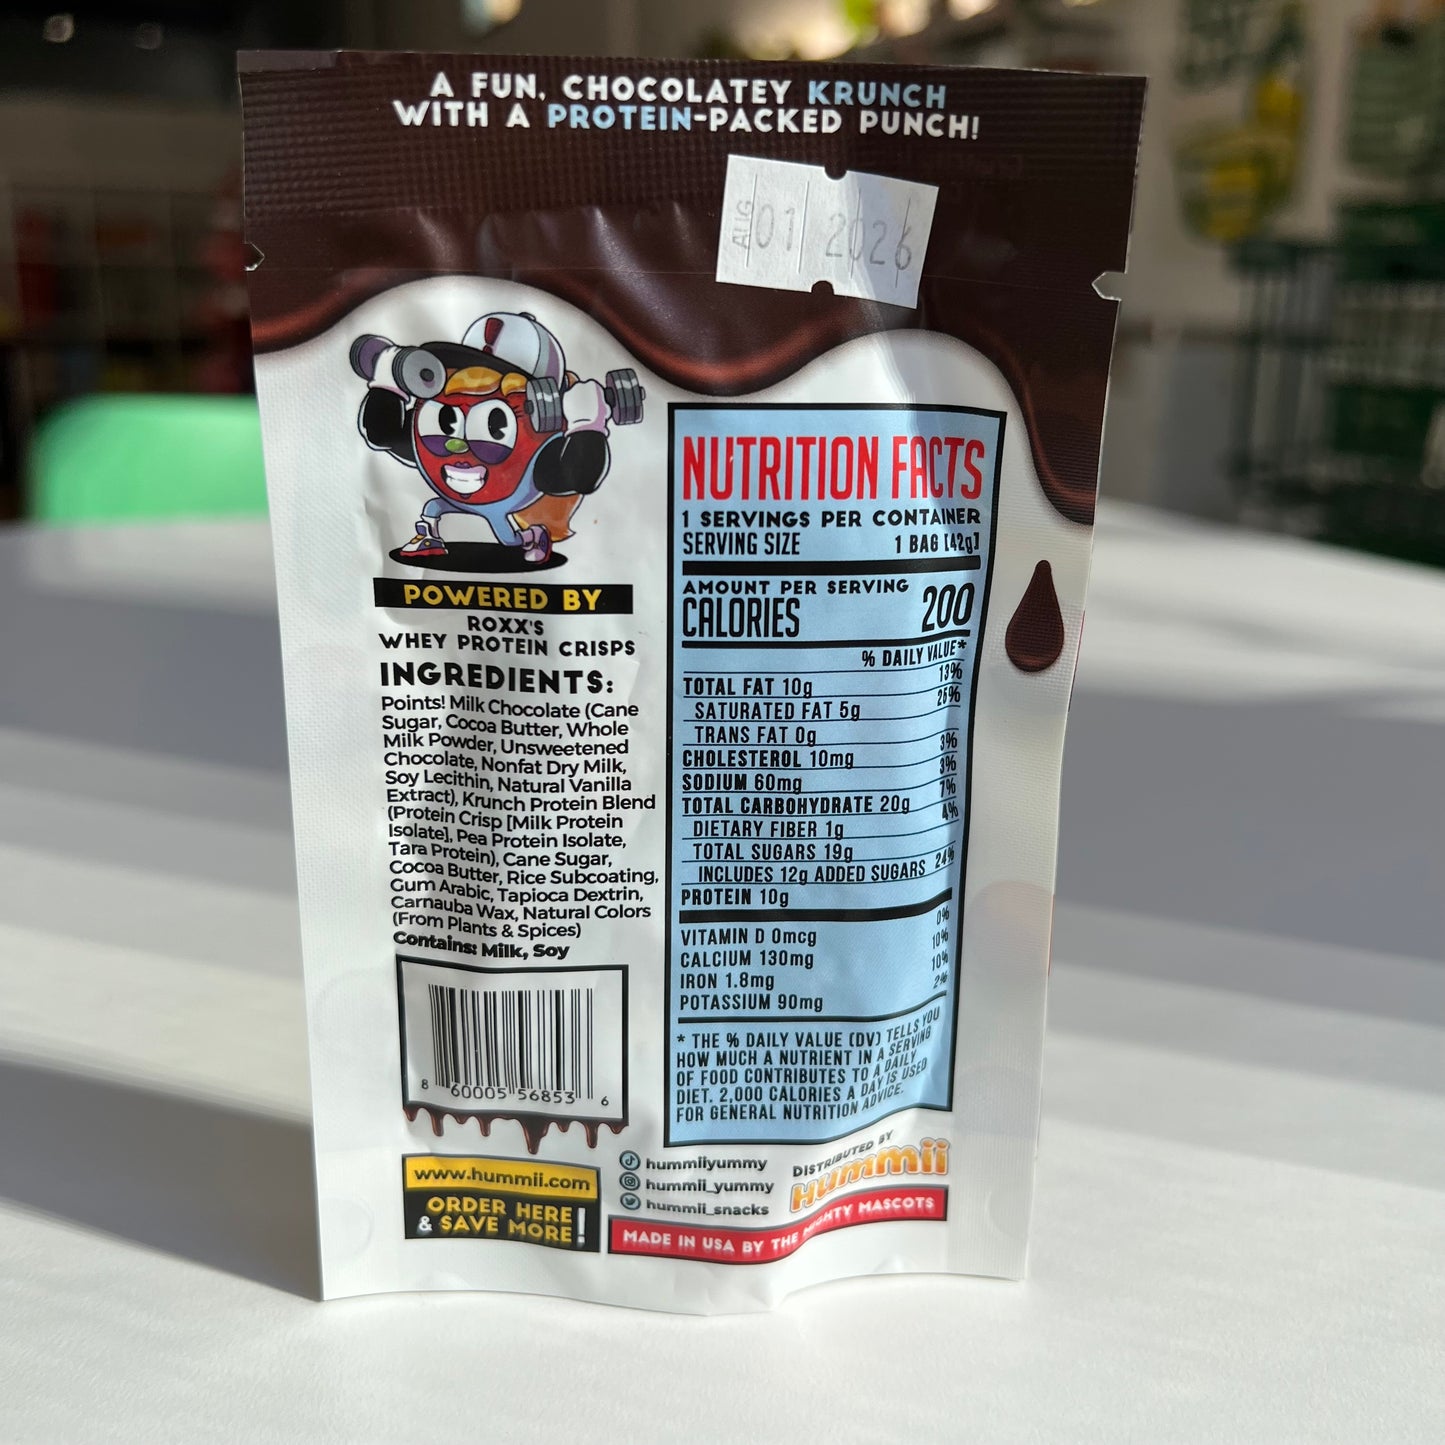 A FUN, CHOCOLATEY KRUNCH
WITH A PROTEIN-PACKED PUNCH!
AUG 01 2026
POWERED BY
ROXX'S
WHEY PROTEIN CRISPS
INGREDIENTS:
Points! Milk Chocolate (Cane
Sugar, Cocoa Butter, Whole
Milk Powder, Unsweetened
Chocolate, Nonfat Dry Milk,
Soy Lecithin, Natural Vanilla
Extract), Krunch Protein Blend
(Protein Crisp [Milk Protein
Isolate], Pea Protein Isolate,
Tara Protein), Cane Sugar,
Cocoa Butter, Rice Subcoating,
Gum Arabic, Tapioca Dextrin,
Carnauba Wax, Natural Colors
(From Plants & Spices)
Contains: Milk, Soy
8 60005 56853 6
www.hummii.com
ORDER HERE
& SAVE MORE!
NUTRITION FACTS
1 SERVINGS PER CONTAINER
SERVING SIZE 1 BAG [42g]
AMOUNT PER SERVING
CALORIES 200
% DAILY VALUE*
TOTAL FAT 10g 13%
SATURATED FAT 5g 25%
TRANS FAT 0g
CHOLESTEROL 10mg 3%
SODIUM 60mg 3%
TOTAL CARBOHYDRATE 20g 7%
DIETARY FIBER 1g 4%
TOTAL SUGARS 19g
INCLUDES 12g ADDED SUGARS 24%
PROTEIN 10g
VITAMIN D 0mcg 0%
CALCIUM 130mg 10%
IRON 1.8mg 10%
POTASSIUM 90mg 2%
* THE % DAILY VALUE (DV) TELLS YOU
HOW MUCH A NUTRIENT IN A SERVING
OF FOOD CONTRIBUTES TO A DAILY
DIET. 2,000 CALORIES A DAY IS USED
FOR GENERAL NUTRITION ADVICE.
hummiiyummy
hummii_yummy
hummii_snacks
DISTRIBUTED BY
Hummii
MADE IN USA BY THE MIGHTY MASCOTS